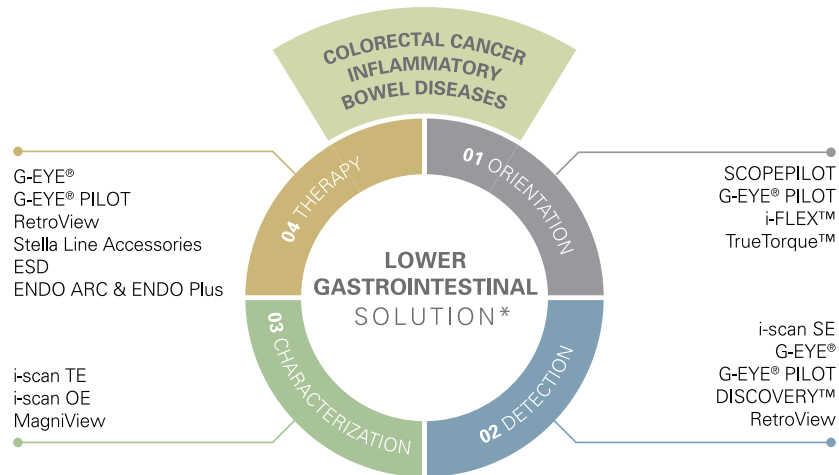 COLORECTAL CANCER
INFLAMMATORY
BOWEL DISEASES
01 ORIENTATION
SCOPEPILOT
G-EYE® PILOT
i-FLEX™
TrueTorque™
02 DETECTION
i-scan SE
G-EYE®
G-EYE® PILOT
DISCOVERY™
RetroView
03 CHARACTERIZATION
i-scan TE
i-scan OE
MagniView
04 THERAPY
G-EYE®
G-EYE® PILOT
RetroView
Stella Line Accessories
ESD
ENDO ARC & ENDO Plus
LOWER
GASTROINTESTINAL
SOLUTION*